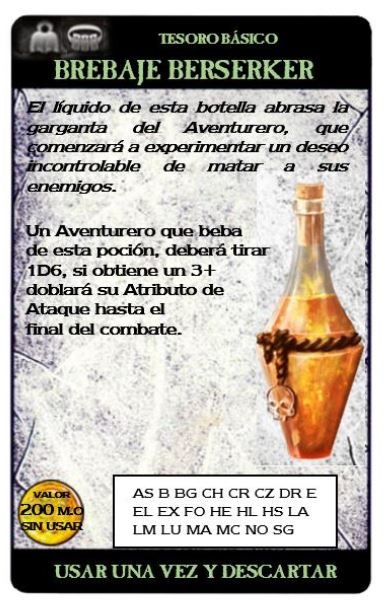 TESORO BÁSICO
BREBAJE BERSERKER
El líquido de esta botella abrasa la
garganta del Aventurero, que
comenzará a experimentar un deseo
incontrolable de matar a sus
enemigos.
Un Aventurero que beba
de esta poción, deberá tirar
1D6, si obtiene un 3+
doblará su Atributo de
Ataque hasta el
final del combate.
VALOR
200 M.O
SIN USAR
AS B BG CH CR CZ DR E
EL EX FO HE HL HS LA
LM LU MA MC NO SG
USAR UNA VEZ Y DESCARTAR